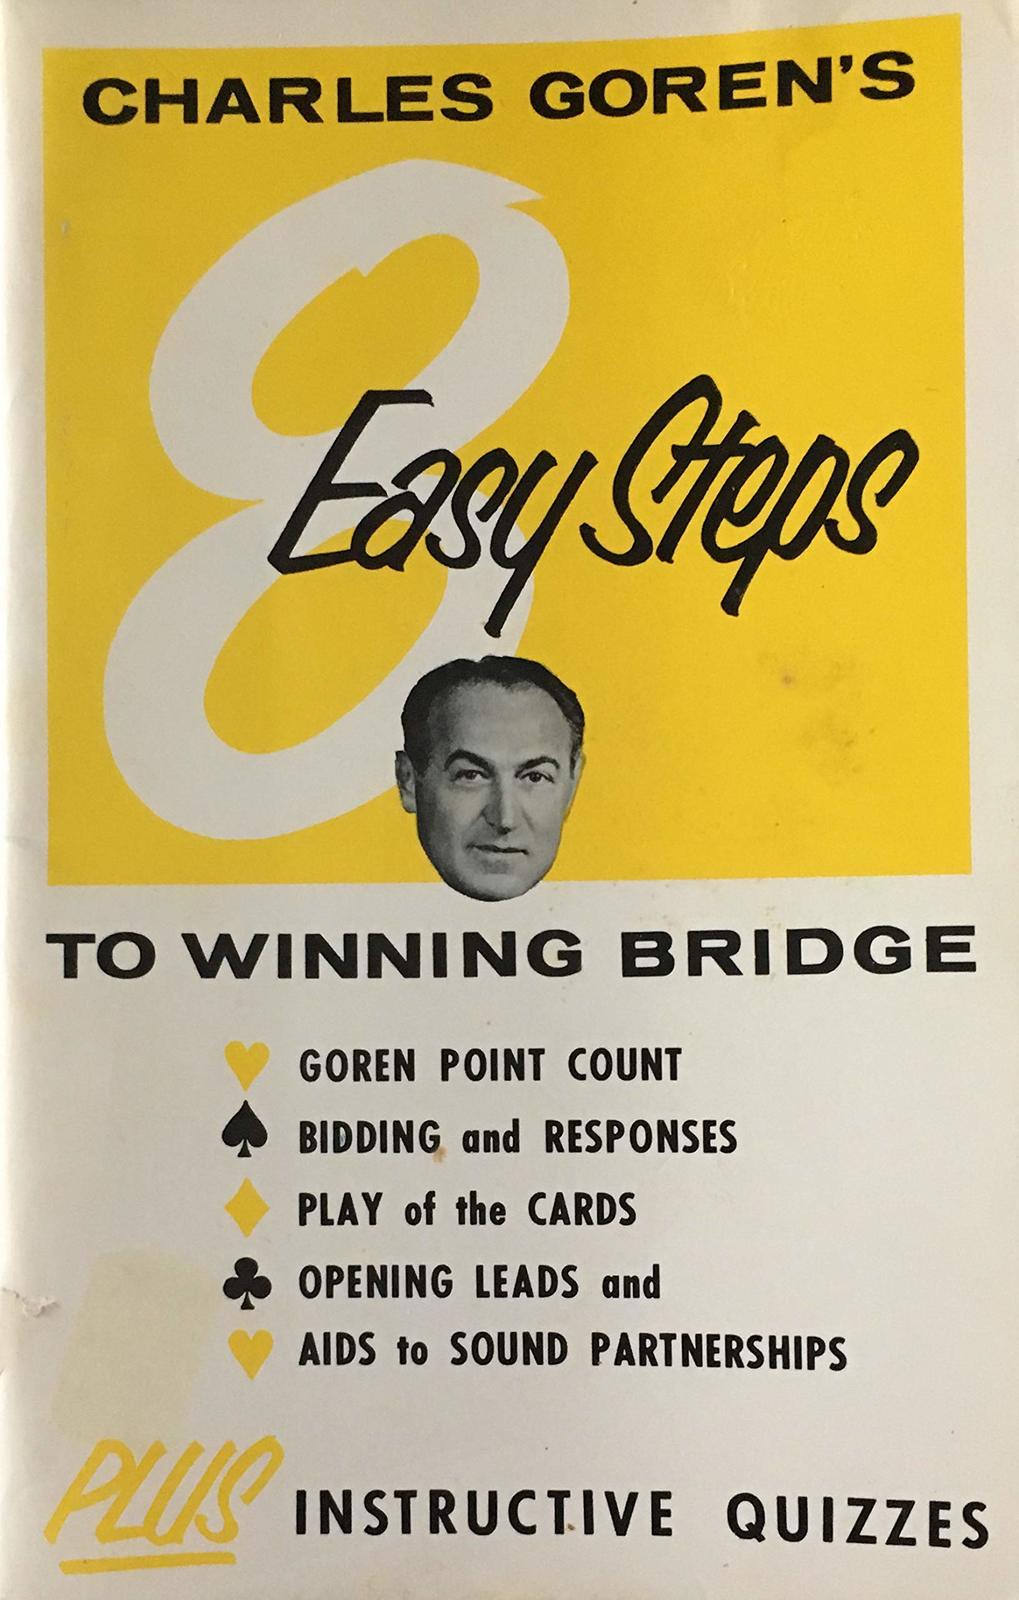 CHARLES GOREN'S
8
Easy Steps
TO WINNING BRIDGE
GOREN POINT COUNT
BIDDING and RESPONSES
PLAY of the CARDS
OPENING LEADS and
AIDS to SOUND PARTNERSHIPS
PLUS INSTRUCTIVE QUIZZES